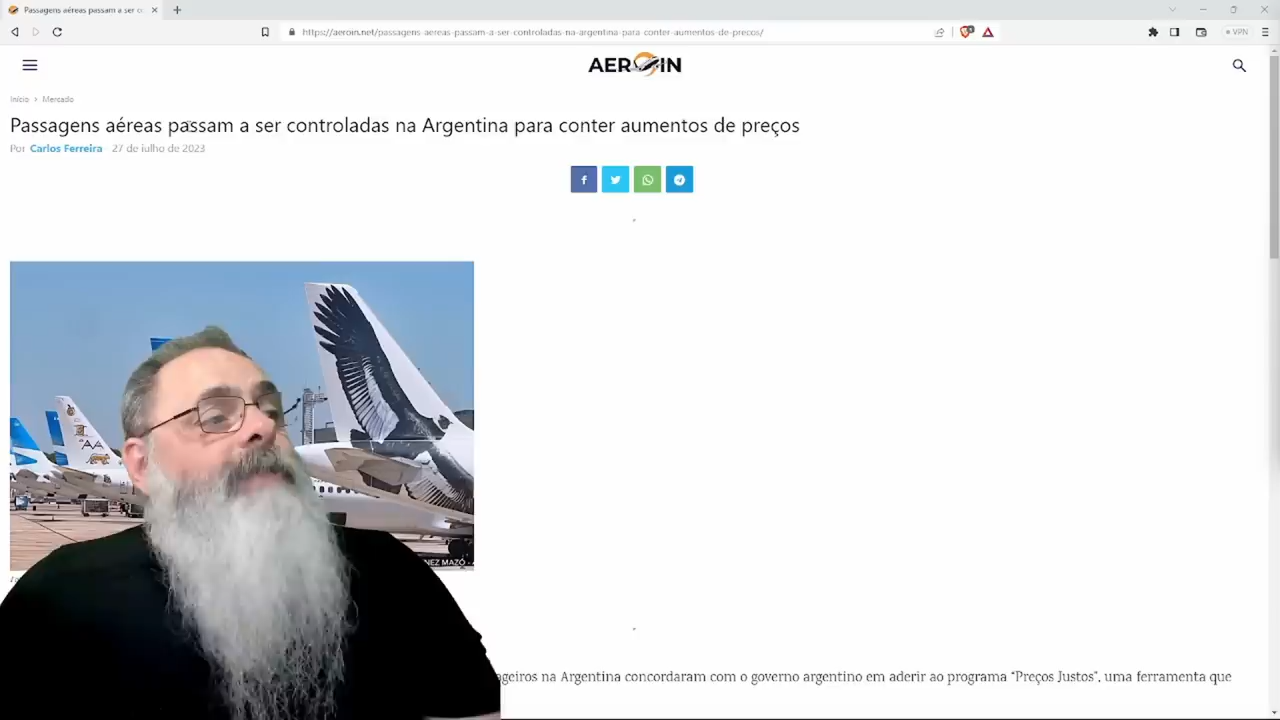 Passagens aéreas passam a ser co
https://aeroin.net/passagens-aereas-passam-a-ser-controladas-na-argentina-para-conter-aumentos-de-precos/
VPN
AEROIN
Início > Mercado
Passagens aéreas passam a ser controladas na Argentina para conter aumentos de preços
Por Carlos Ferreira - 27 de julho de 2023
AA
NEZ MAZÓ -
ageiros na Argentina concordaram com o governo argentino em aderir ao programa “Preços Justos”, uma ferramenta que